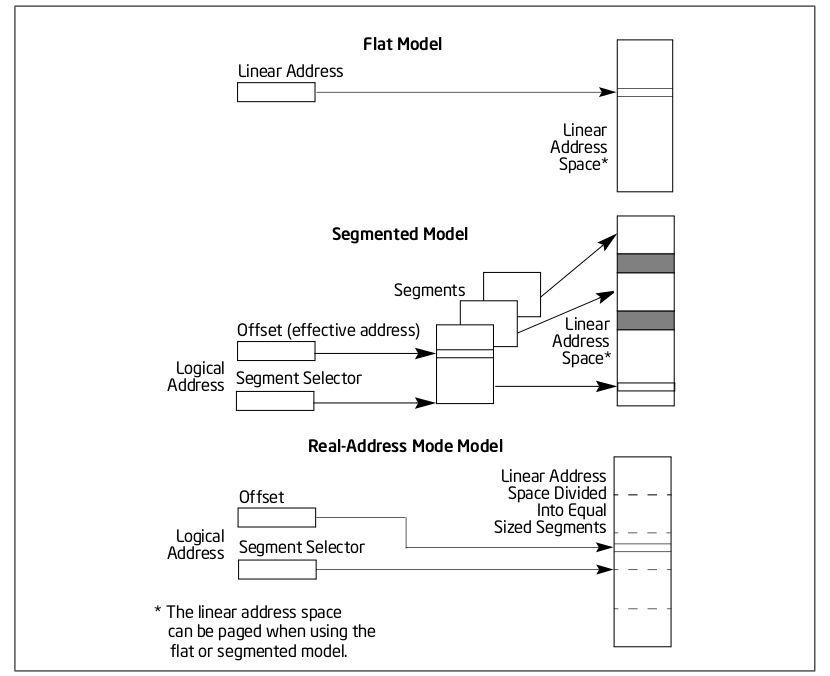 Flat Model
Linear Address
Linear
Address
Space*
Segmented Model
Segments
Offset (effective address)
Logical
Address
Segment Selector
Linear
Address
Space*
Real-Address Mode Model
Linear Address
Space Divided
Into Equal
Sized Segments
Offset
Logical
Address
Segment Selector
* The linear address space
can be paged when using the
flat or segmented model.